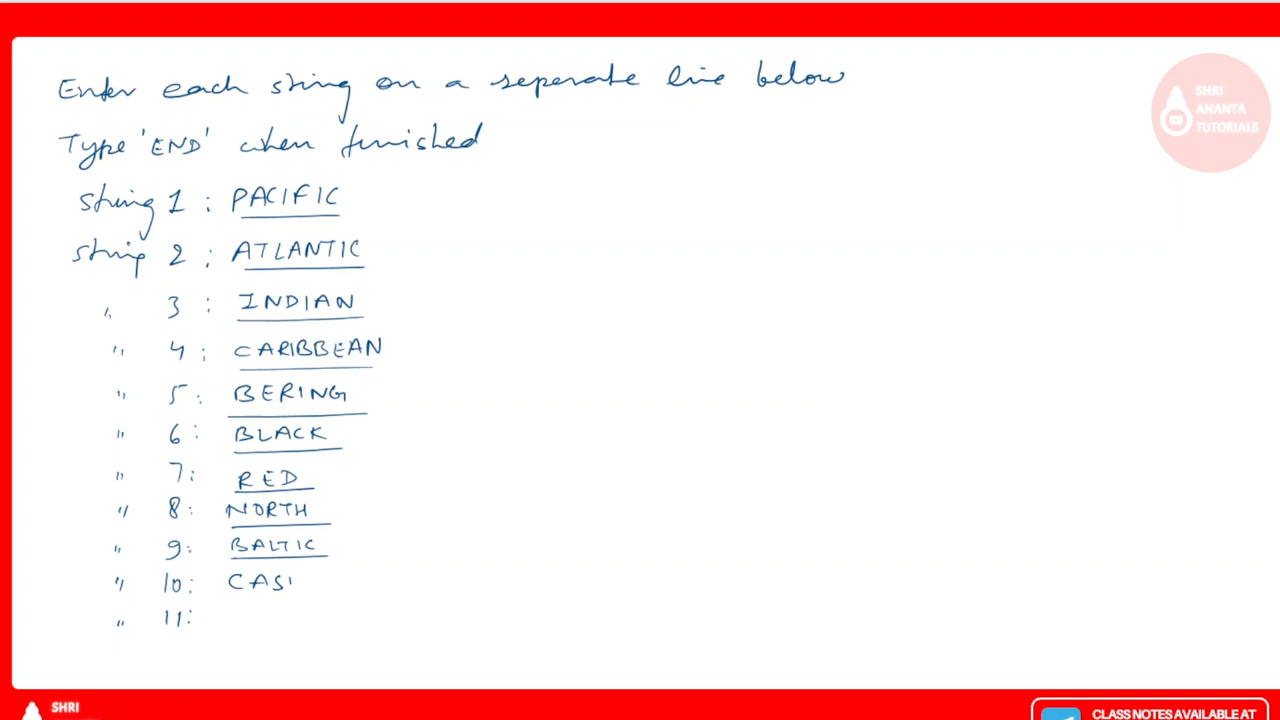 Enter each string on a seperate line below
Type 'END' when finished
string 1 : PACIFIC
string 2 : ATLANTIC
" 3 : INDIAN
" 4 : CARIBBEAN
" 5 : BERING
" 6 : BLACK
" 7 : RED
" 8 : NORTH
" 9 : BALTIC
" 10 : CAS
" 11 :
SHRI
ANANTA
TUTORIALS
SHRI
CLASS NOTES AVAILABLE AT